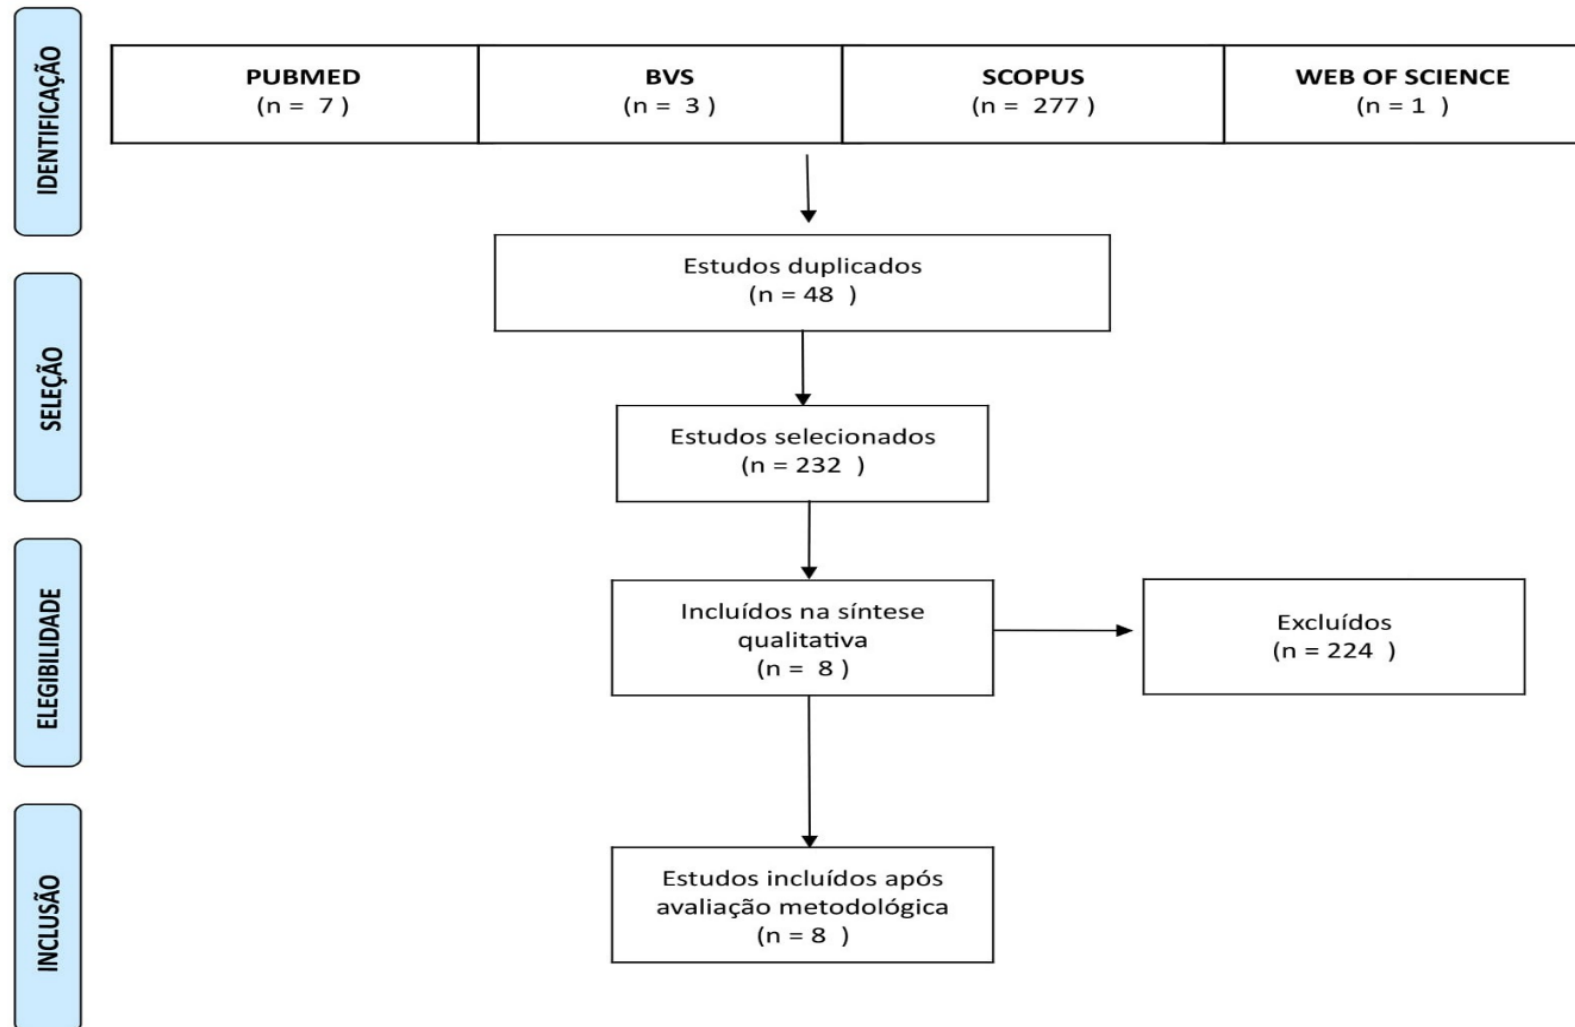 IDENTIFICAÇÃO
PUBMED
(n = 7 )
BVS
(n = 3 )
SCOPUS
(n = 277 )
WEB OF SCIENCE
(n = 1 )
Estudos duplicados
(n = 48 )
SELEÇÃO
Estudos selecionados
(n = 232 )
ELEGIBILIDADE
Incluídos na síntese
qualitativa
(n = 8 )
Excluídos
(n = 224 )
INCLUSÃO
Estudos incluídos após
avaliação metodológica
(n = 8 )